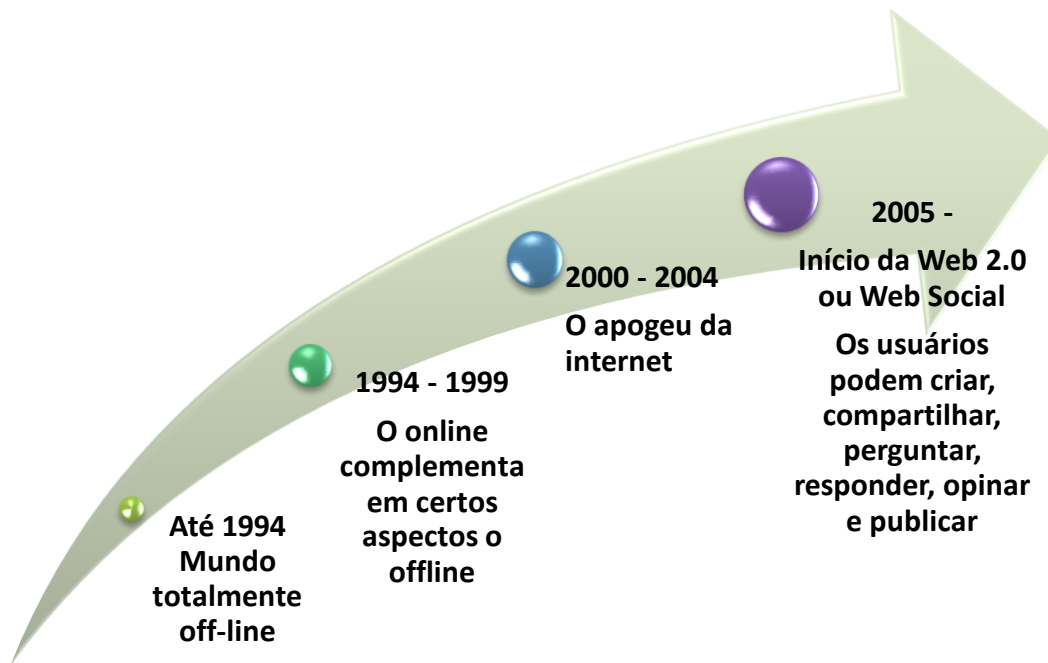 Até 1994
Mundo
totalmente
off-line
1994 - 1999
O online
complementa
em certos
aspectos o
offline
2000 - 2004
O apogeu da
internet
2005 -
Início da Web 2.0
ou Web Social
Os usuários
podem criar,
compartilhar,
perguntar,
responder, opinar
e publicar